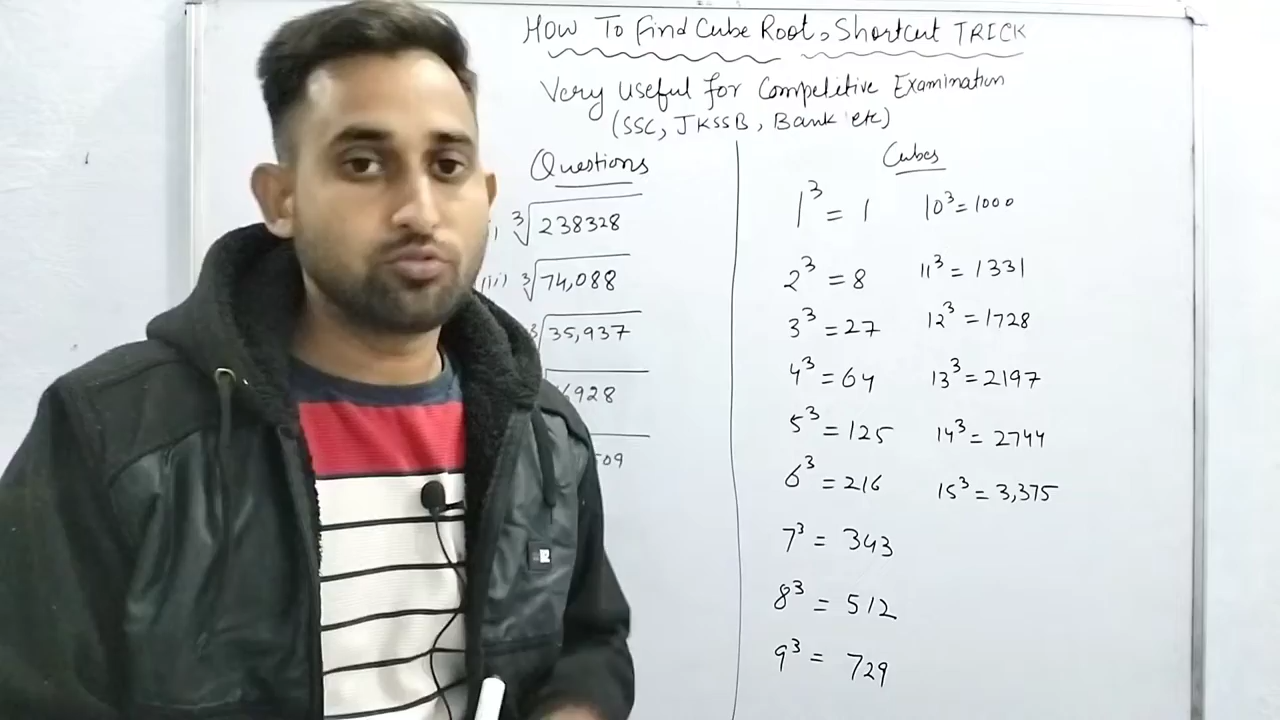 How To Find Cube Root, Shortcut TRICK
Very Useful for Competitive Examination
(SSC, JKSSB, Bank etc)
Questions
) ³√238328
(ii) ³√74,088
³√35,937
6928
509
Cubes
1³ = 1
2³ = 8
3³ = 27
4³ = 64
5³ = 125
6³ = 216
7³ = 343
8³ = 512
9³ = 729
10³ = 1000
11³ = 1331
12³ = 1728
13³ = 2197
14³ = 2744
15³ = 3,375